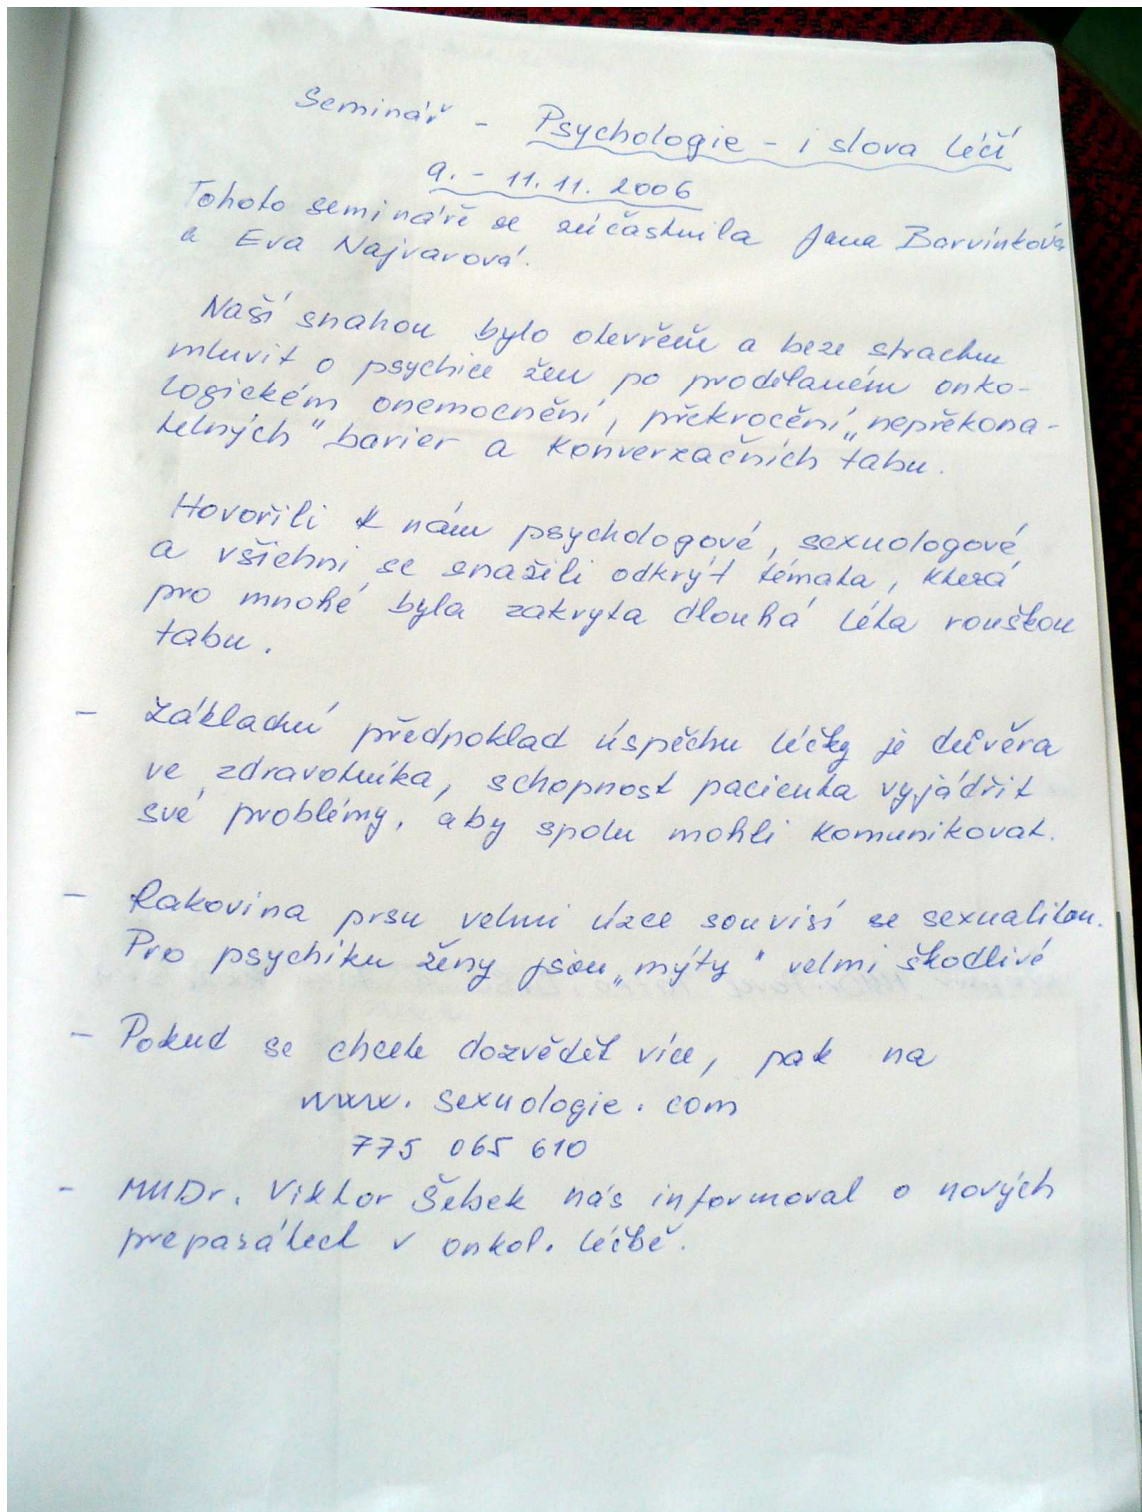 Seminář - Psychologie - i slova léčí
9. - 11. 11. 2006
Tohoto semináře se zúčastnila Jana Barvínková
a Eva Najvarová.
Naší snahou bylo otevřeně a beze strachu
mluvit o psychice žen po prodělaném onko-
logickém onemocnění, překročení „nepřekona-
telných" barier a konverzačních tabu.
Hovořili k nám psychologové, sexuologové
a všichni se snažili odkrýt témata, která
pro mnohé byla zakryta dlouhá léta rouškou
tabu.
- Základní předpoklad úspěchu léčby je důvěra
ve zdravotníka, schopnost pacienta vyjádřit
své problémy, aby spolu mohli komunikovat.
- Rakovina prsu velmi úzce souvisí se sexualitou.
Pro psychiku ženy jsou „mýty" velmi škodlivé
- Pokud se chcete dozvědět více, pak na
www.sexuologie.com
775 065 610
- MUDr. Viktor Šebek nás informoval o nových
preparátech v onkol. léčbě.